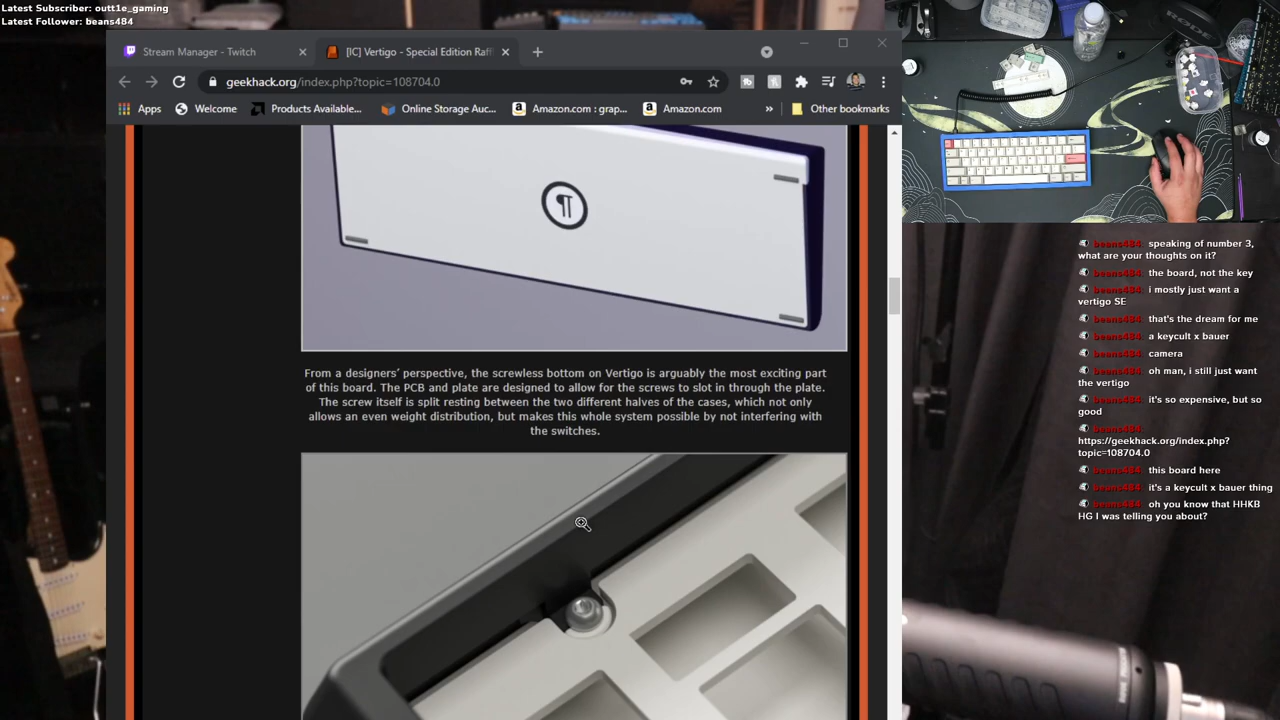 Latest Subscriber: outt1e_gaming
Latest Follower: beans484
Stream Manager - Twitch
[IC] Vertigo - Special Edition Raf
geekhack.org/index.php?topic=108704.0
Apps
Welcome
Products Available...
Online Storage Auc...
Amazon.com : grap...
Amazon.com
»
Other bookmarks
¶
From a designers´ perspective, the screwless bottom on Vertigo is arguably the most exciting part
of this board. The PCB and plate are designed to allow for the screws to slot in through the plate.
The screw itself is split resting between the two different halves of the cases, which not only
allows an even weight distribution, but makes this whole system possible by not interfering with
the switches.
beans484: speaking of number 3,
what are your thoughts on it?
beans484: the board, not the key
beans484: i mostly just want a
vertigo SE
beans484: that's the dream for me
beans484: a keycult x bauer
beans484: camera
beans484: oh man, i still just want
the vertigo
beans484: it's so expensive, but so
good
beans484:
https://geekhack.org/index.php?
topic=108704.0
beans484: this board here
beans484: it's a keycult x bauer thing
beans484: oh you know that HHKB
HG I was telling you about?